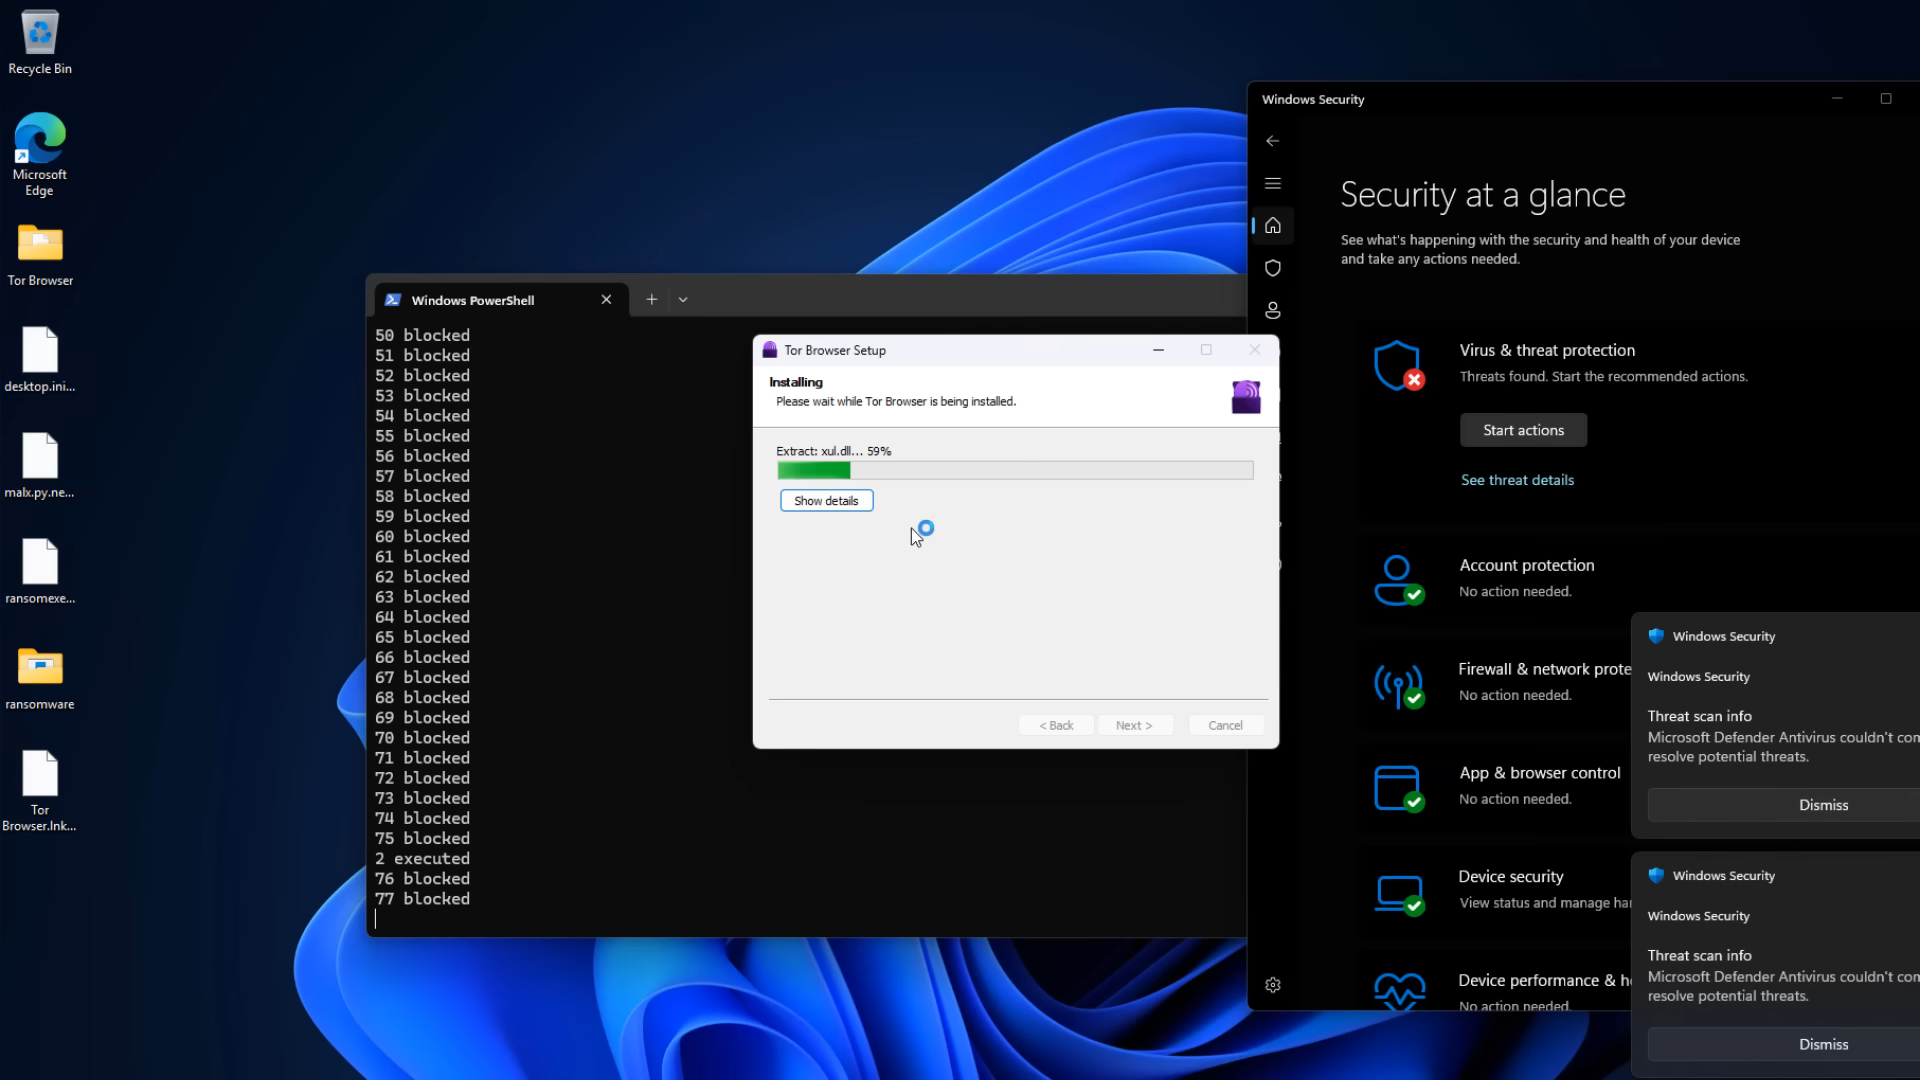 Recycle Bin
Microsoft
Edge
Tor Browser
desktop.ini...
malx.py.ne...
ransomexe...
ransomware
Tor
Browser.lnk...
Windows PowerShell
50 blocked
51 blocked
52 blocked
53 blocked
54 blocked
55 blocked
56 blocked
57 blocked
58 blocked
59 blocked
60 blocked
61 blocked
62 blocked
63 blocked
64 blocked
65 blocked
66 blocked
67 blocked
68 blocked
69 blocked
70 blocked
71 blocked
72 blocked
73 blocked
74 blocked
75 blocked
2 executed
76 blocked
77 blocked
Tor Browser Setup
Installing
Please wait while Tor Browser is being installed.
Extract: xul.dll... 59%
Show details
< Back
Next >
Cancel
Windows Security
Security at a glance
See what's happening with the security and health of your device
and take any actions needed.
Virus & threat protection
Threats found. Start the recommended actions.
Start actions
See threat details
Account protection
No action needed.
Firewall & network prote
No action needed.
App & browser control
No action needed.
Device security
View status and manage har
Device performance & he
No action needed.
Windows Security
Windows Security
Threat scan info
Microsoft Defender Antivirus couldn't com
resolve potential threats.
Dismiss
Windows Security
Windows Security
Threat scan info
Microsoft Defender Antivirus couldn't com
resolve potential threats.
Dismiss